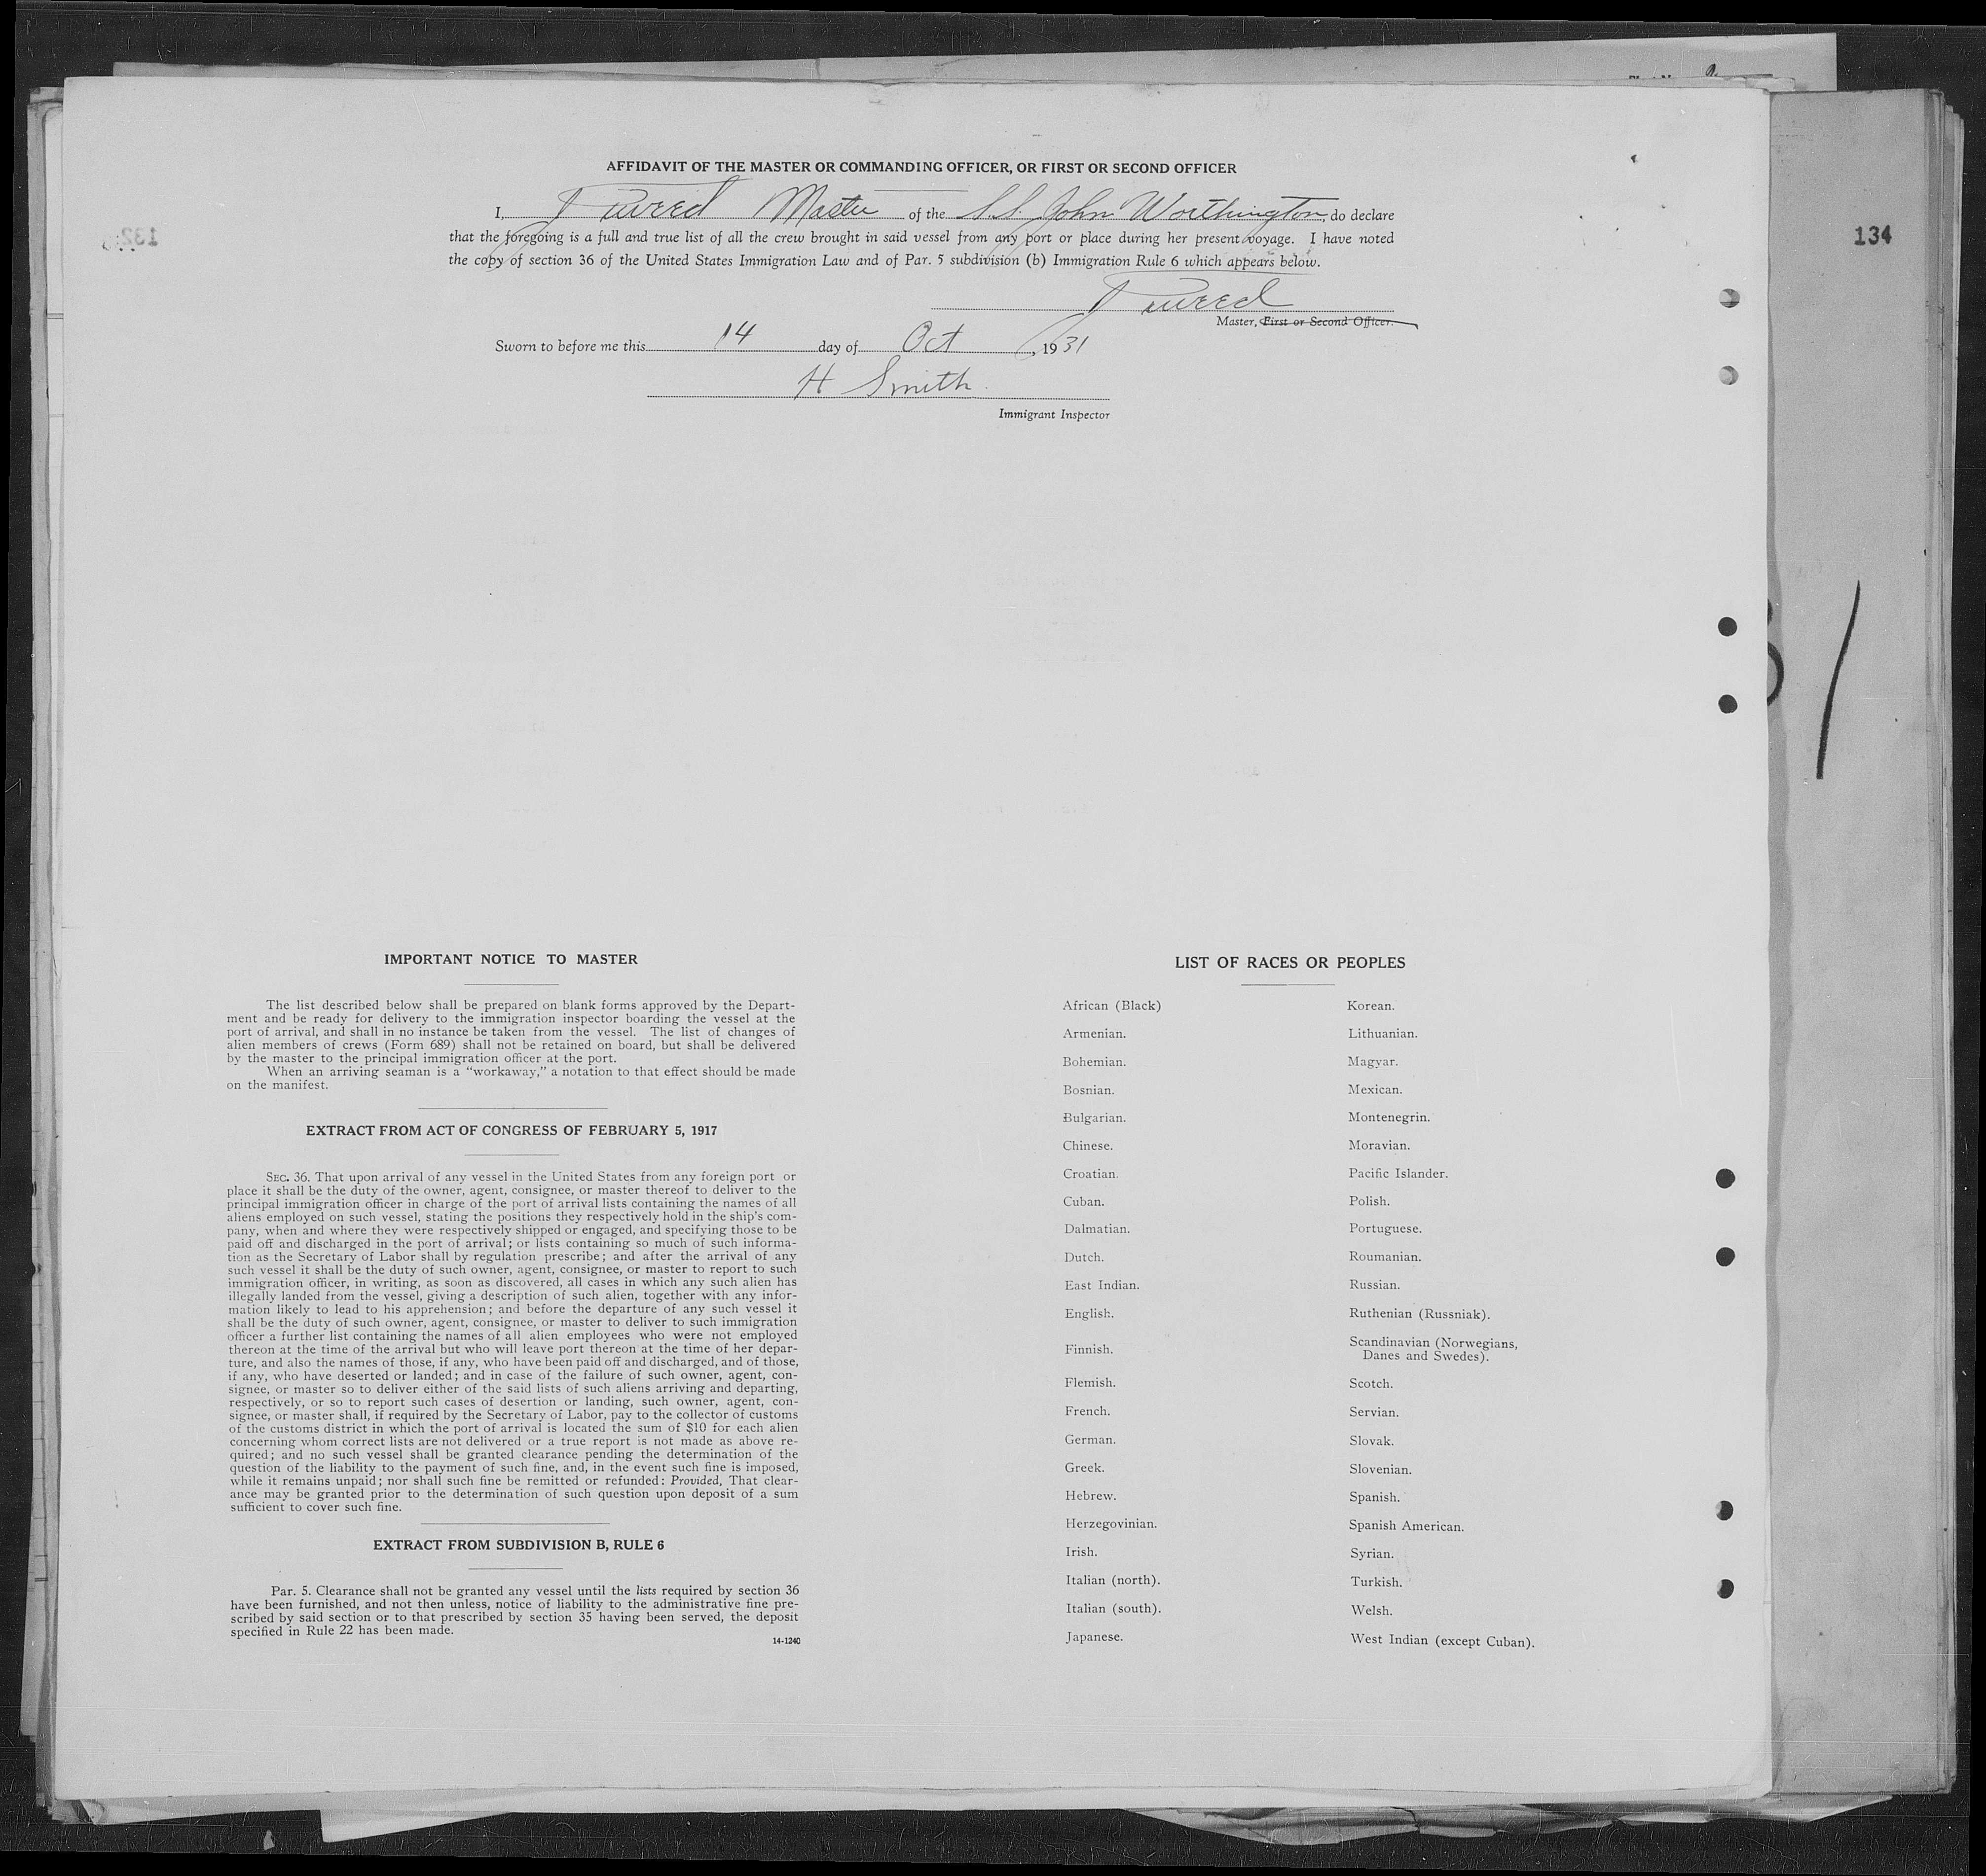 AFFIDAVIT OF THE MASTER OR COMMANDING OFFICER, OR FIRST OR SECOND OFFICER
I, Tweed Master of the S.S. John Worthington, do declare
that the foregoing is a full and true list of all the crew brought in said vessel from any port or place during her present voyage. I have noted
the copy of section 36 of the United States Immigration Law and of Par. 5 subdivision (b) Immigration Rule 6 which appears below.
Tweed
Master, First or Second Officer.
Sworn to before me this 14 day of Oct, 1931
H Smith
Immigrant Inspector
132
134
IMPORTANT NOTICE TO MASTER
The list described below shall be prepared on blank forms approved by the Depart-
ment and be ready for delivery to the immigration inspector boarding the vessel at the
port of arrival, and shall in no instance be taken from the vessel. The list of changes of
alien members of crews (Form 689) shall not be retained on board, but shall be delivered
by the master to the principal immigration officer at the port.
When an arriving seaman is a “workaway,” a notation to that effect should be made
on the manifest.
EXTRACT FROM ACT OF CONGRESS OF FEBRUARY 5, 1917
SEC. 36. That upon arrival of any vessel in the United States from any foreign port or
place it shall be the duty of the owner, agent, consignee, or master thereof to deliver to the
principal immigration officer in charge of the port of arrival lists containing the names of all
aliens employed on such vessel, stating the positions they respectively hold in the ship's com-
pany, when and where they were respectively shipped or engaged, and specifying those to be
paid off and discharged in the port of arrival; or lists containing so much of such informa-
tion as the Secretary of Labor shall by regulation prescribe; and after the arrival of any
such vessel it shall be the duty of such owner, agent, consignee, or master to report to such
immigration officer, in writing, as soon as discovered, all cases in which any such alien has
illegally landed from the vessel, giving a description of such alien, together with any infor-
mation likely to lead to his apprehension; and before the departure of any such vessel it
shall be the duty of such owner, agent, consignee, or master to deliver to such immigration
officer a further list containing the names of all alien employees who were not employed
thereon at the time of the arrival but who will leave port thereon at the time of her depar-
ture, and also the names of those, if any, who have been paid off and discharged, and of those,
if any, who have deserted or landed; and in case of the failure of such owner, agent, con-
signee, or master so to deliver either of the said lists of such aliens arriving and departing,
respectively, or so to report such cases of desertion or landing, such owner, agent, con-
signee, or master shall, if required by the Secretary of Labor, pay to the collector of customs
of the customs district in which the port of arrival is located the sum of $10 for each alien
concerning whom correct lists are not delivered or a true report is not made as above re-
quired; and no such vessel shall be granted clearance pending the determination of the
question of the liability to the payment of such fine, and, in the event such fine is imposed,
while it remains unpaid; nor shall such fine be remitted or refunded: Provided, That clear-
ance may be granted prior to the determination of such question upon deposit of a sum
sufficient to cover such fine.
EXTRACT FROM SUBDIVISION B, RULE 6
Par. 5. Clearance shall not be granted any vessel until the lists required by section 36
have been furnished, and not then unless, notice of liability to the administrative fine pre-
scribed by said section or to that prescribed by section 35 having been served, the deposit
specified in Rule 22 has been made.
14-1240
LIST OF RACES OR PEOPLES
African (Black)
Armenian.
Bohemian.
Bosnian.
Bulgarian.
Chinese.
Croatian.
Cuban.
Dalmatian.
Dutch.
East Indian.
English.
Finnish.
Flemish.
French.
German.
Greek.
Hebrew.
Herzegovinian.
Irish.
Italian (north).
Italian (south).
Japanese.
Korean.
Lithuanian.
Magyar.
Mexican.
Montenegrin.
Moravian.
Pacific Islander.
Polish.
Portuguese.
Roumanian.
Russian.
Ruthenian (Russniak).
Scandinavian (Norwegians,
Danes and Swedes).
Scotch.
Servian.
Slovak.
Slovenian.
Spanish.
Spanish American.
Syrian.
Turkish.
Welsh.
West Indian (except Cuban).